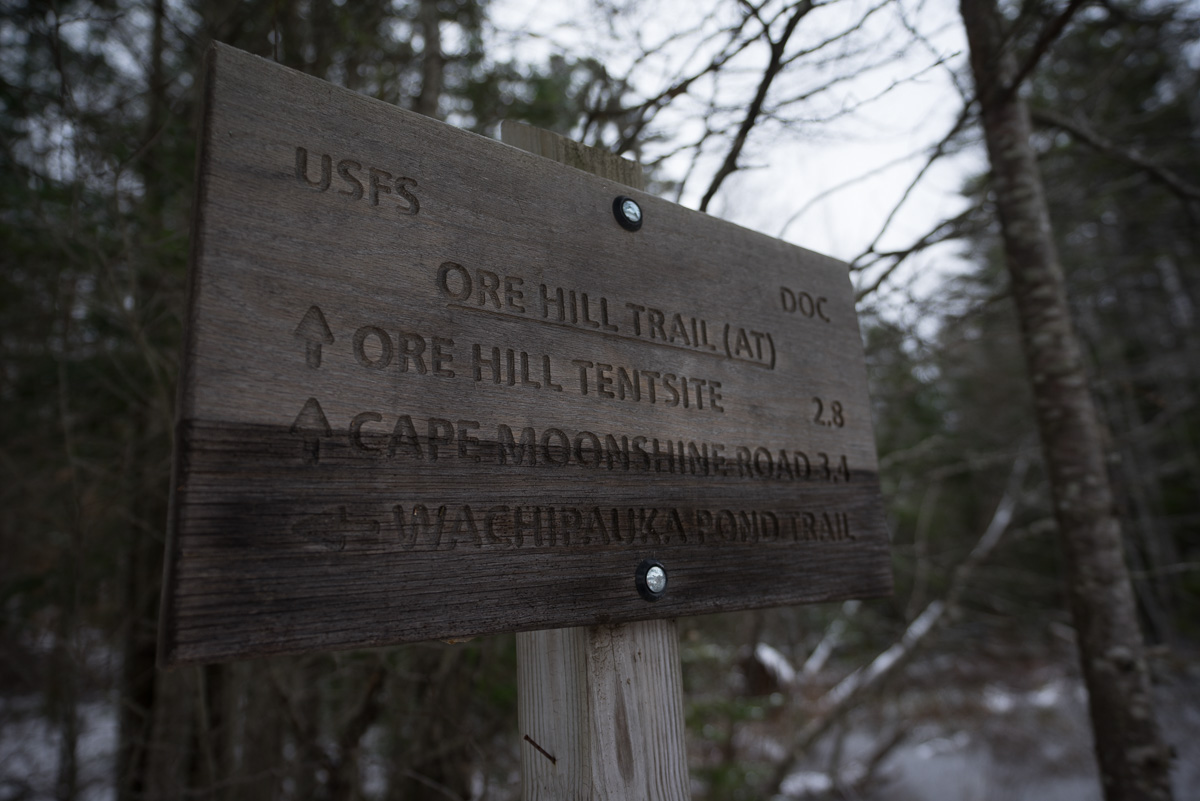 USFS
DOC
ORE HILL TRAIL (AT)
ORE HILL TENTSITE 2.8
CAPE MOONSHINE ROAD 3.4
WACHIPAUKA POND TRAIL